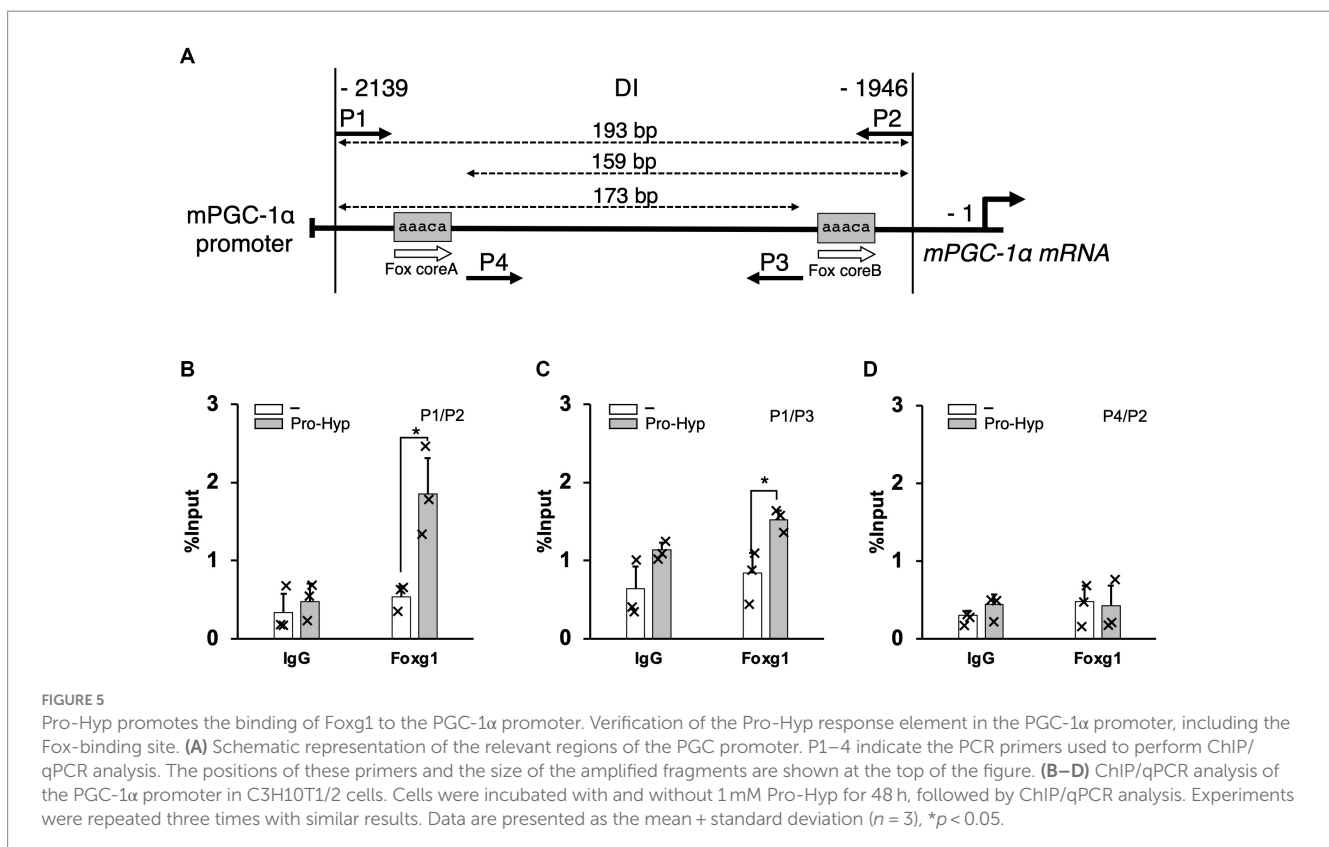 A
- 2139
DI
- 1946
P1
P2
193 bp
159 bp
173 bp
mPGC-1α
promoter
aaaca
aaaca
- 1
Fox coreA
P4
P3
Fox coreB
mPGC-1α mRNA
B
3
2
1
0
%Input
–
Pro-Hyp
P1/P2
*
IgG
Foxg1
C
3
2
1
0
%Input
–
Pro-Hyp
P1/P3
*
IgG
Foxg1
D
3
2
1
0
%Input
–
Pro-Hyp
P4/P2
IgG
Foxg1
FIGURE 5
Pro-Hyp promotes the binding of Foxg1 to the PGC-1α promoter. Verification of the Pro-Hyp response element in the PGC-1α promoter, including the
Fox-binding site. (A) Schematic representation of the relevant regions of the PGC promoter. P1–4 indicate the PCR primers used to perform ChIP/
qPCR analysis. The positions of these primers and the size of the amplified fragments are shown at the top of the figure. (B–D) ChIP/qPCR analysis of
the PGC-1α promoter in C3H10T1/2 cells. Cells were incubated with and without 1 mM Pro-Hyp for 48 h, followed by ChIP/qPCR analysis. Experiments
were repeated three times with similar results. Data are presented as the mean + standard deviation (n = 3), *p < 0.05.